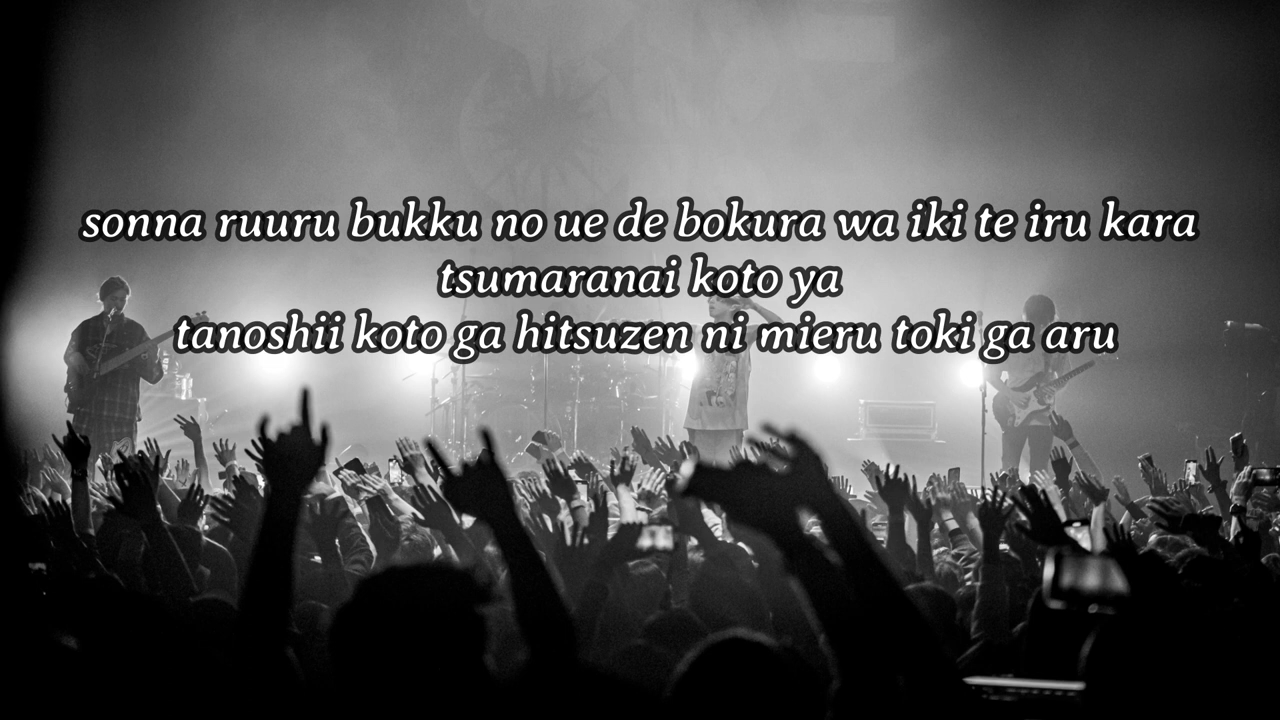 sonna ruuru bukku no ue de bokura wa iki te iru kara
tsumaranai koto ya
tanoshii koto ga hitsuzen ni mieru toki ga aru